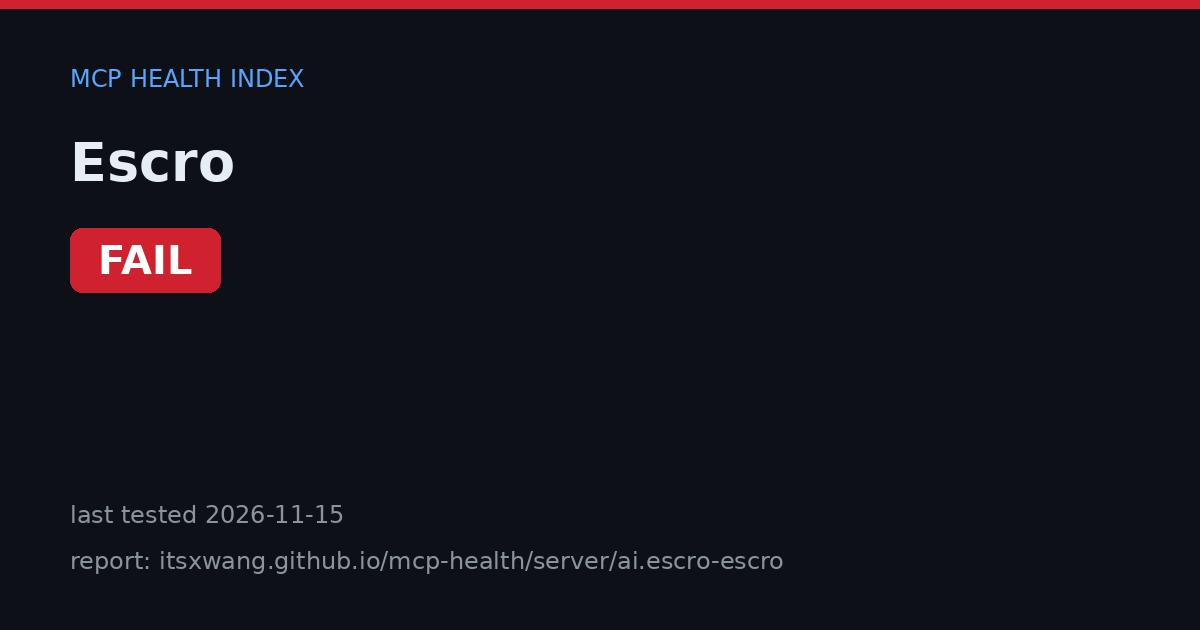 MCP HEALTH INDEX
Escro
FAIL
last tested 2026-11-15
report: itsxwang.github.io/mcp-health/server/ai.escro-escro